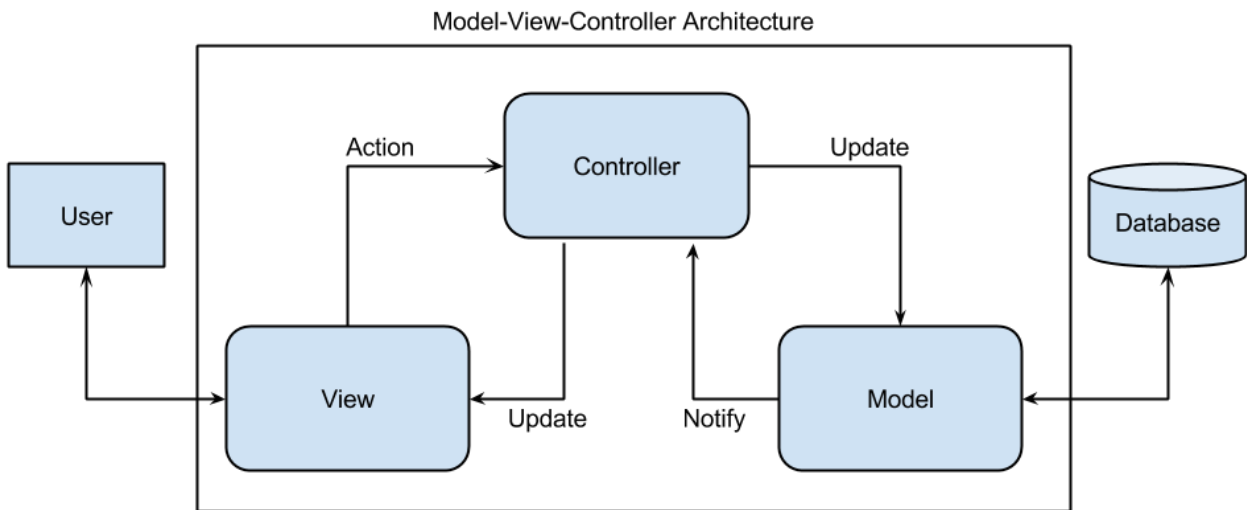 Model-View-Controller Architecture
Action
Controller
Update
User
Database
View
Update
Notify
Model